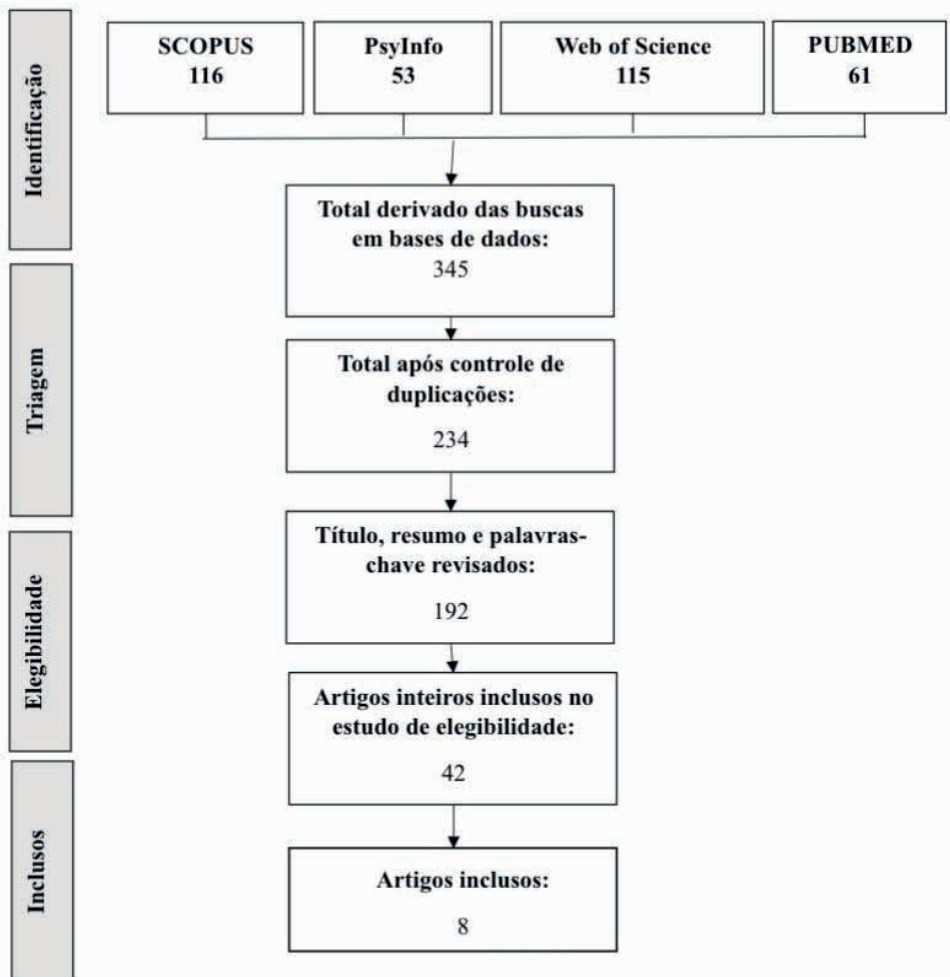 SCOPUS
116
PsyInfo
53
Web of Science
115
PUBMED
61
Identificação
Total derivado das buscas
em bases de dados:
345
Triagem
Total após controle de
duplicações:
234
Elegibilidade
Título, resumo e palavras-
chave revisados:
192
Artigos inteiros inclusos no
estudo de elegibilidade:
42
Inclusos
Artigos inclusos:
8